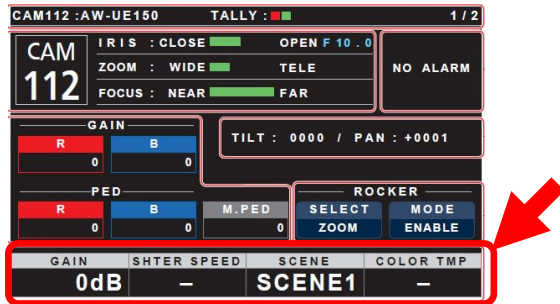 CAM112 :AW-UE150 TALLY : 1 / 2
CAM
112
IRIS : CLOSE OPEN F 10 . 0
ZOOM : WIDE TELE
FOCUS : NEAR FAR
NO ALARM
GAIN
R B
0 0
TILT : 0000 / PAN : +0001
PED
R B M.PED
0 0 0
ROCKER
SELECT MODE
ZOOM ENABLE
GAIN SHTER SPEED SCENE COLOR TMP
0dB – SCENE1 –